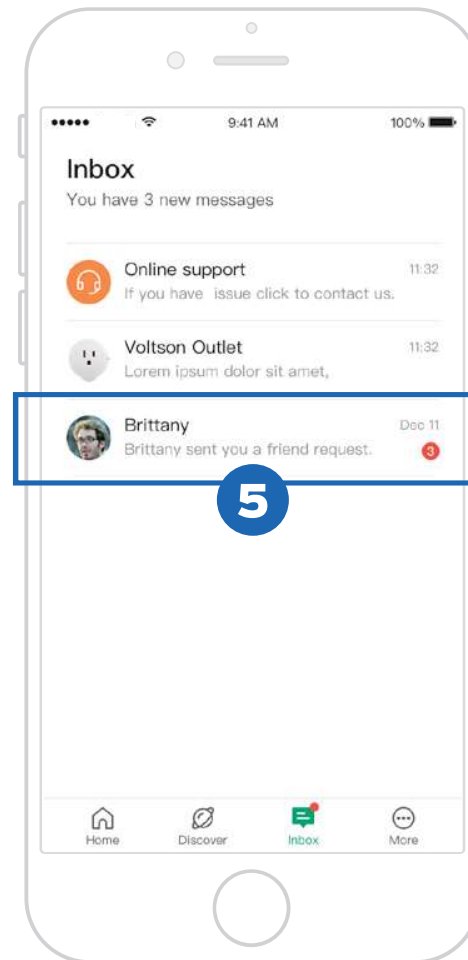 9:41 AM 100%
Inbox
You have 3 new messages
Online support 11:32
If you have issue click to contact us.
Voltson Outlet 11:32
Lorem ipsum dolor sit amet,
Brittany Dec 11
Brittany sent you a friend request. 3
5
Home Discover Inbox More